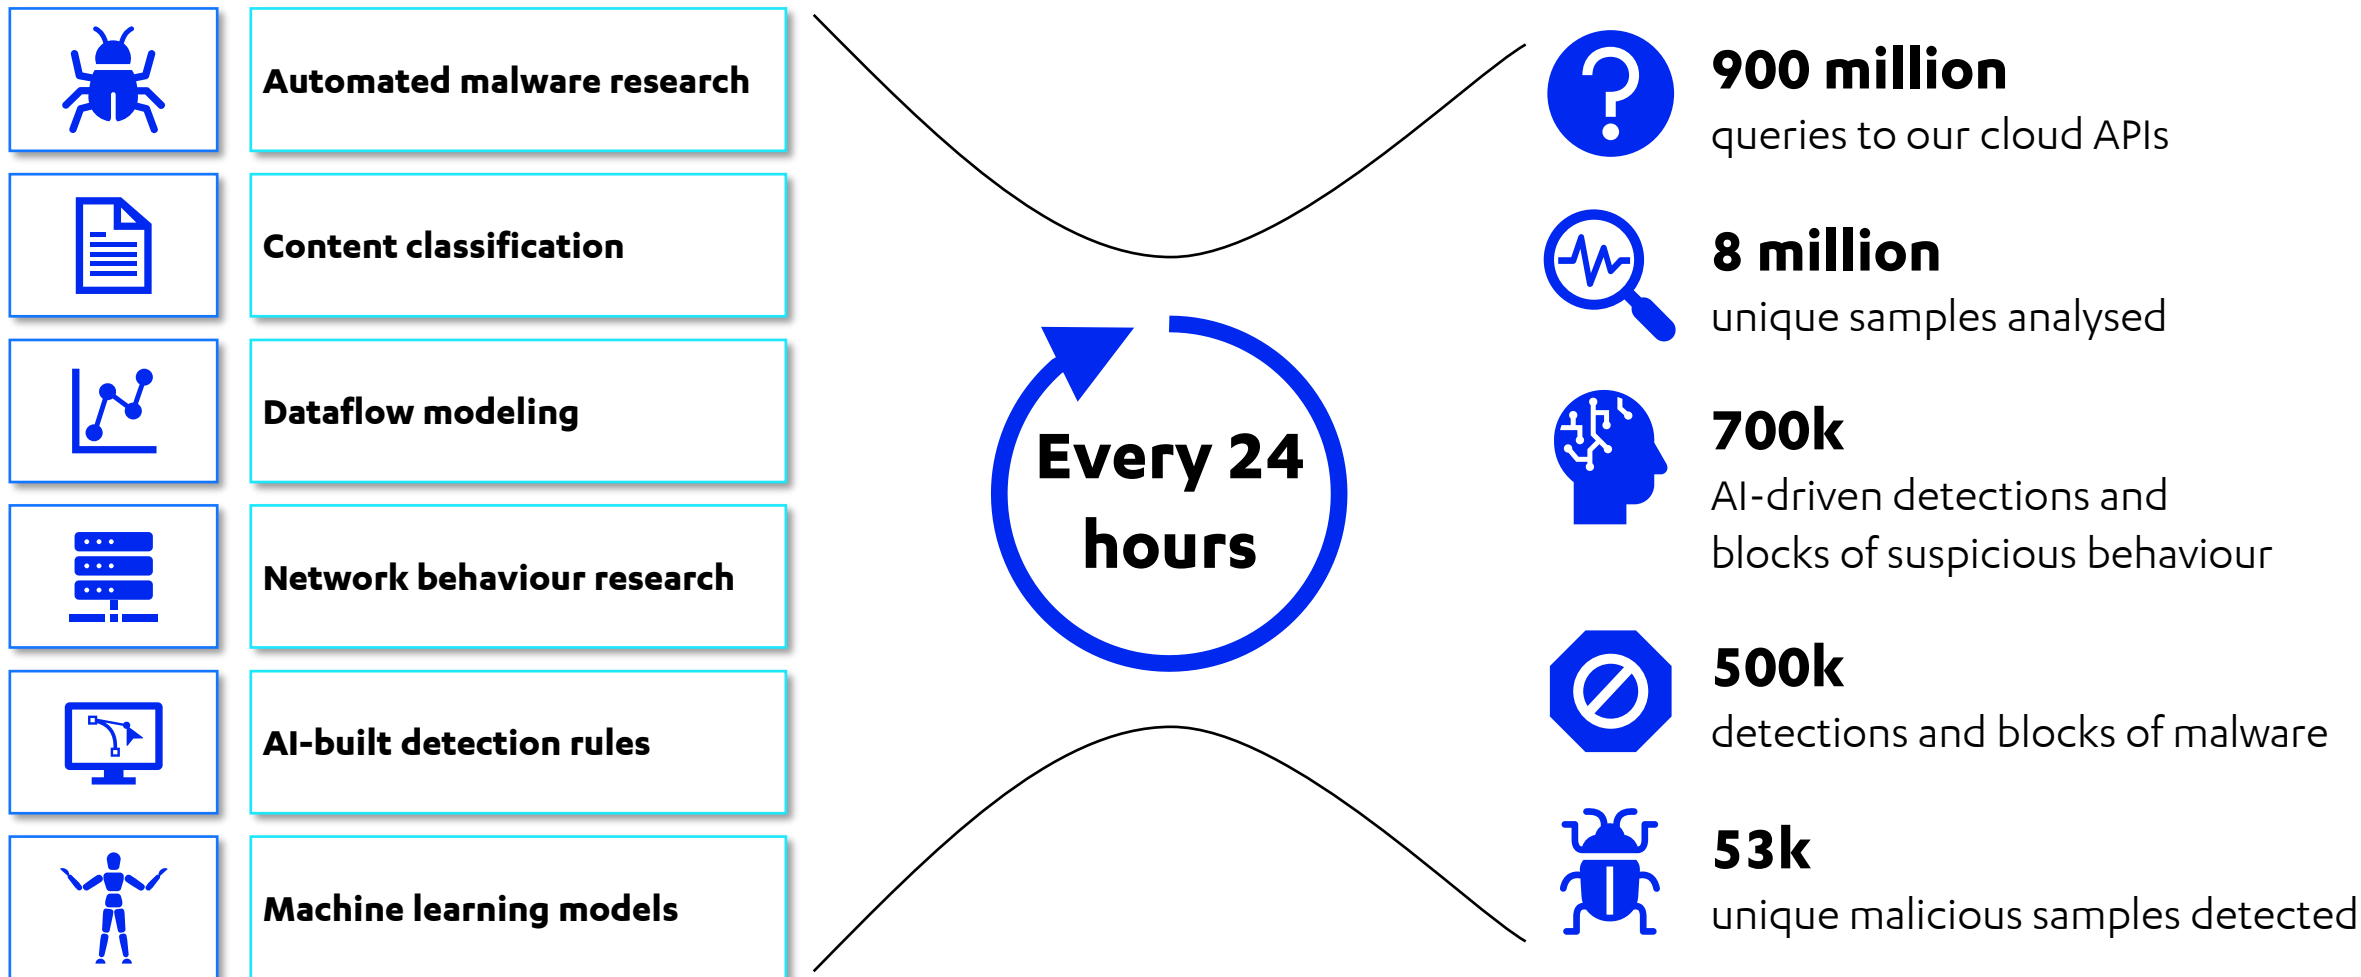 Automated malware research
Content classification
Dataflow modeling
Network behaviour research
AI-built detection rules
Machine learning models
Every 24
hours
900 million
queries to our cloud APIs
8 million
unique samples analysed
700k
AI-driven detections and
blocks of suspicious behaviour
500k
detections and blocks of malware
53k
unique malicious samples detected